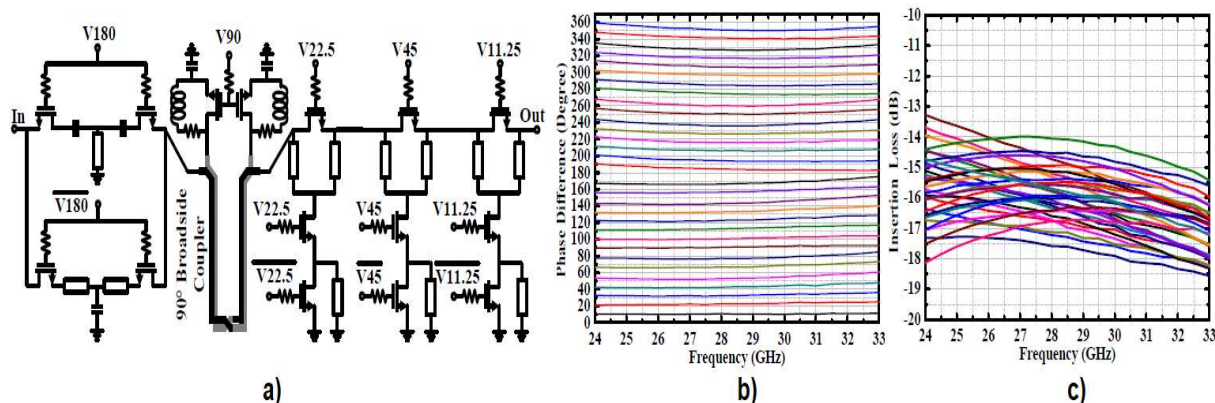 V180
V90
V22.5
V45
V11.25
In
Out
V180
90° Broadside
Coupler
V22.5
V45
V11.25
V22.5
V45
V11.25
a)
Phase Difference (Degree)
360
340
320
300
280
260
240
220
200
180
160
140
120
100
80
60
40
20
0
24 25 26 27 28 29 30 31 32 33
Frequency (GHz)
b)
Insertion Loss (dB)
-10
-11
-12
-13
-14
-15
-16
-17
-18
-19
-20
24 25 26 27 28 29 30 31 32 33
Frequency (GHz)
c)